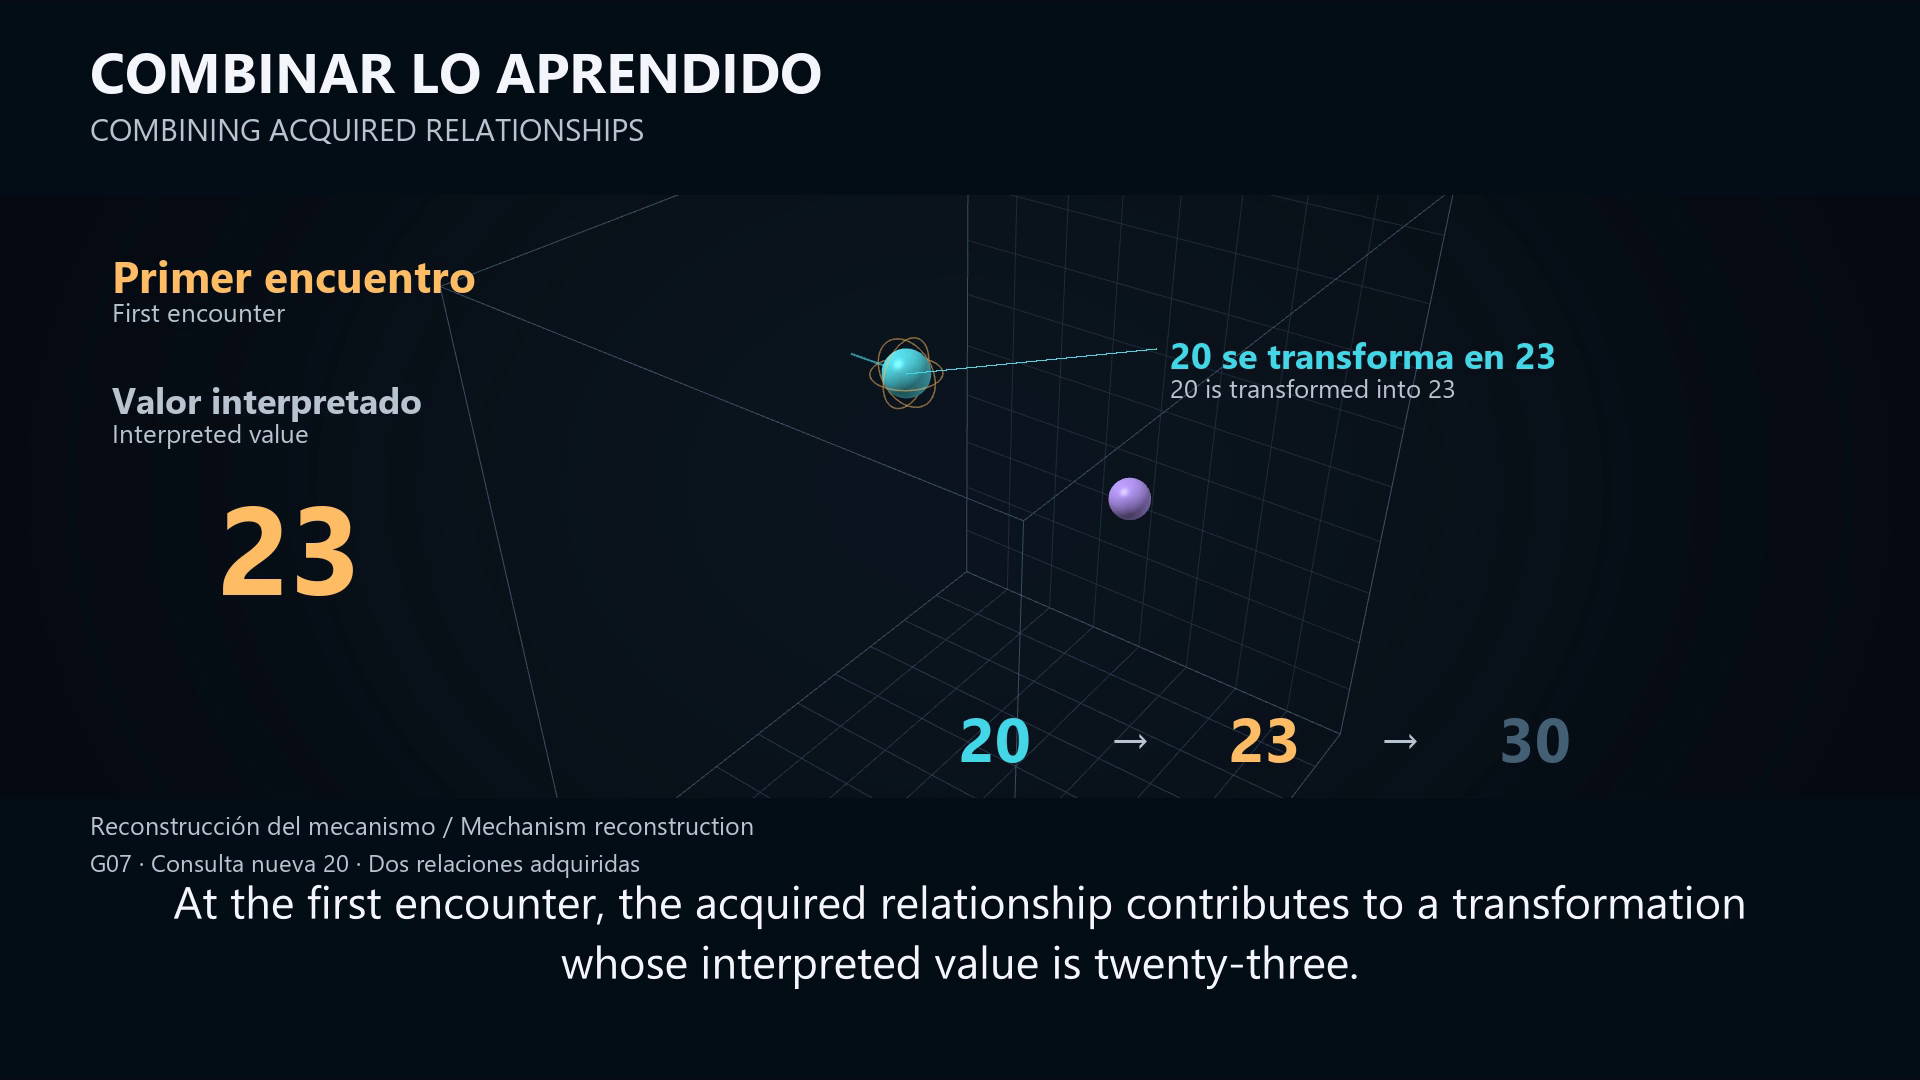 COMBINAR LO APRENDIDO
COMBINING ACQUIRED RELATIONSHIPS
Primer encuentro
First encounter
Valor interpretado
Interpreted value
23
20 se transforma en 23
20 is transformed into 23
20 → 23 → 30
Reconstrucción del mecanismo / Mechanism reconstruction
G07 · Consulta nueva 20 · Dos relaciones adquiridas
At the first encounter, the acquired relationship contributes to a transformation
whose interpreted value is twenty-three.